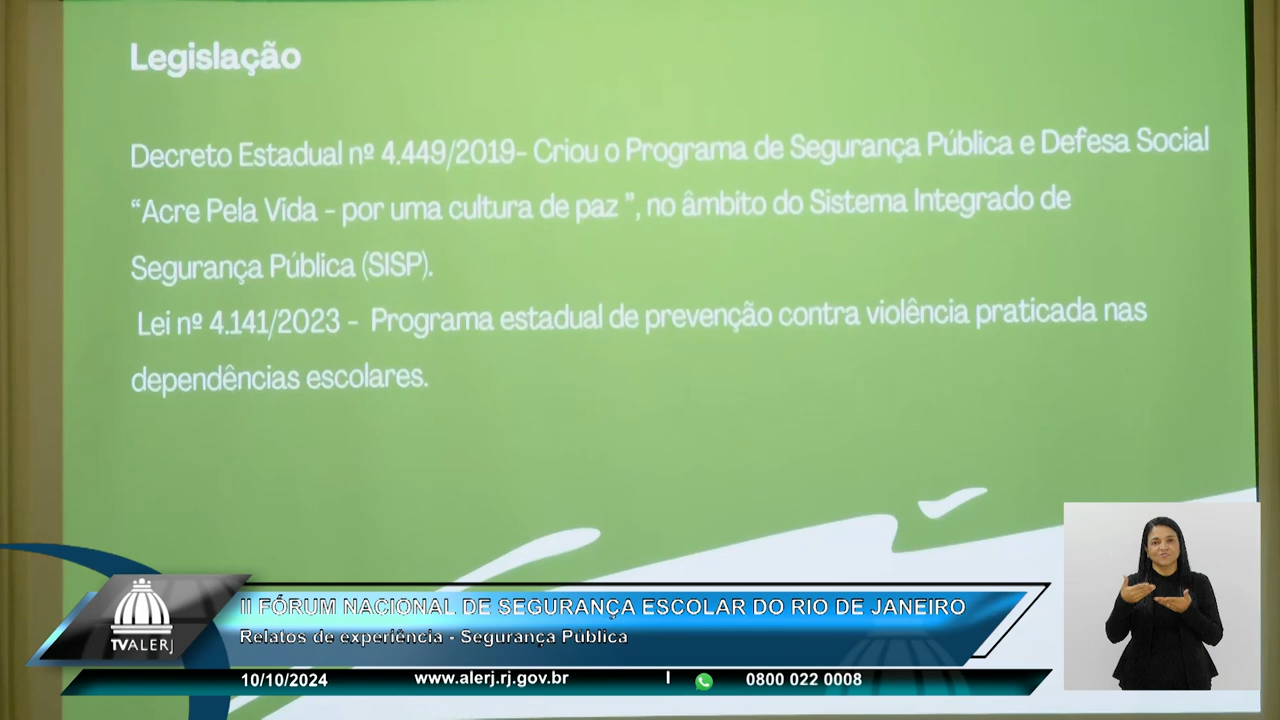 Legislação
Decreto Estadual nº 4.449/2019- Criou o Programa de Segurança Pública e Defesa Social
“Acre Pela Vida - por uma cultura de paz ”, no âmbito do Sistema Integrado de
Segurança Pública (SISP).
Lei nº 4.141/2023 - Programa estadual de prevenção contra violência praticada nas
dependências escolares.
II FÓRUM NACIONAL DE SEGURANÇA ESCOLAR DO RIO DE JANEIRO
Relatos de experiência - Segurança Pública
TVALERJ
10/10/2024 www.alerj.rj.gov.br | 0800 022 0008